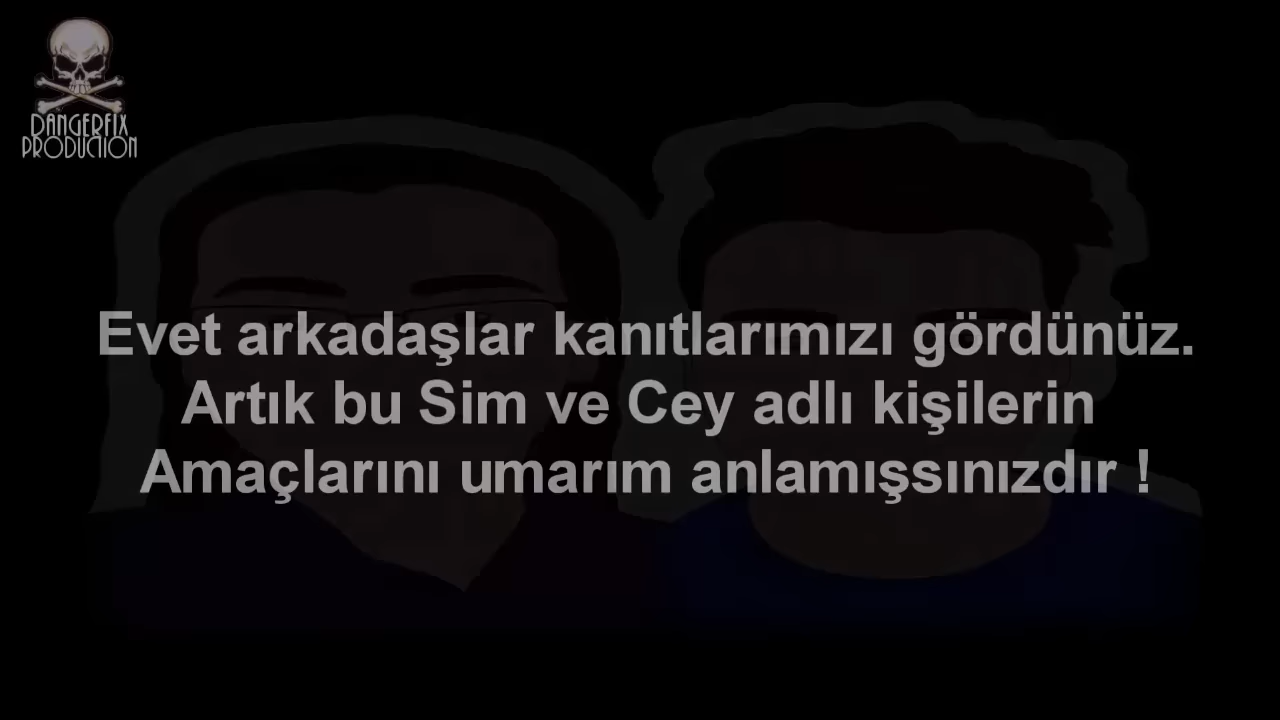 DANGERFIX
PRODUCTION
Evet arkadaşlar kanıtlarımızı gördünüz.
Artık bu Sim ve Cey adlı kişilerin
Amaçlarını umarım anlamışsınızdır !